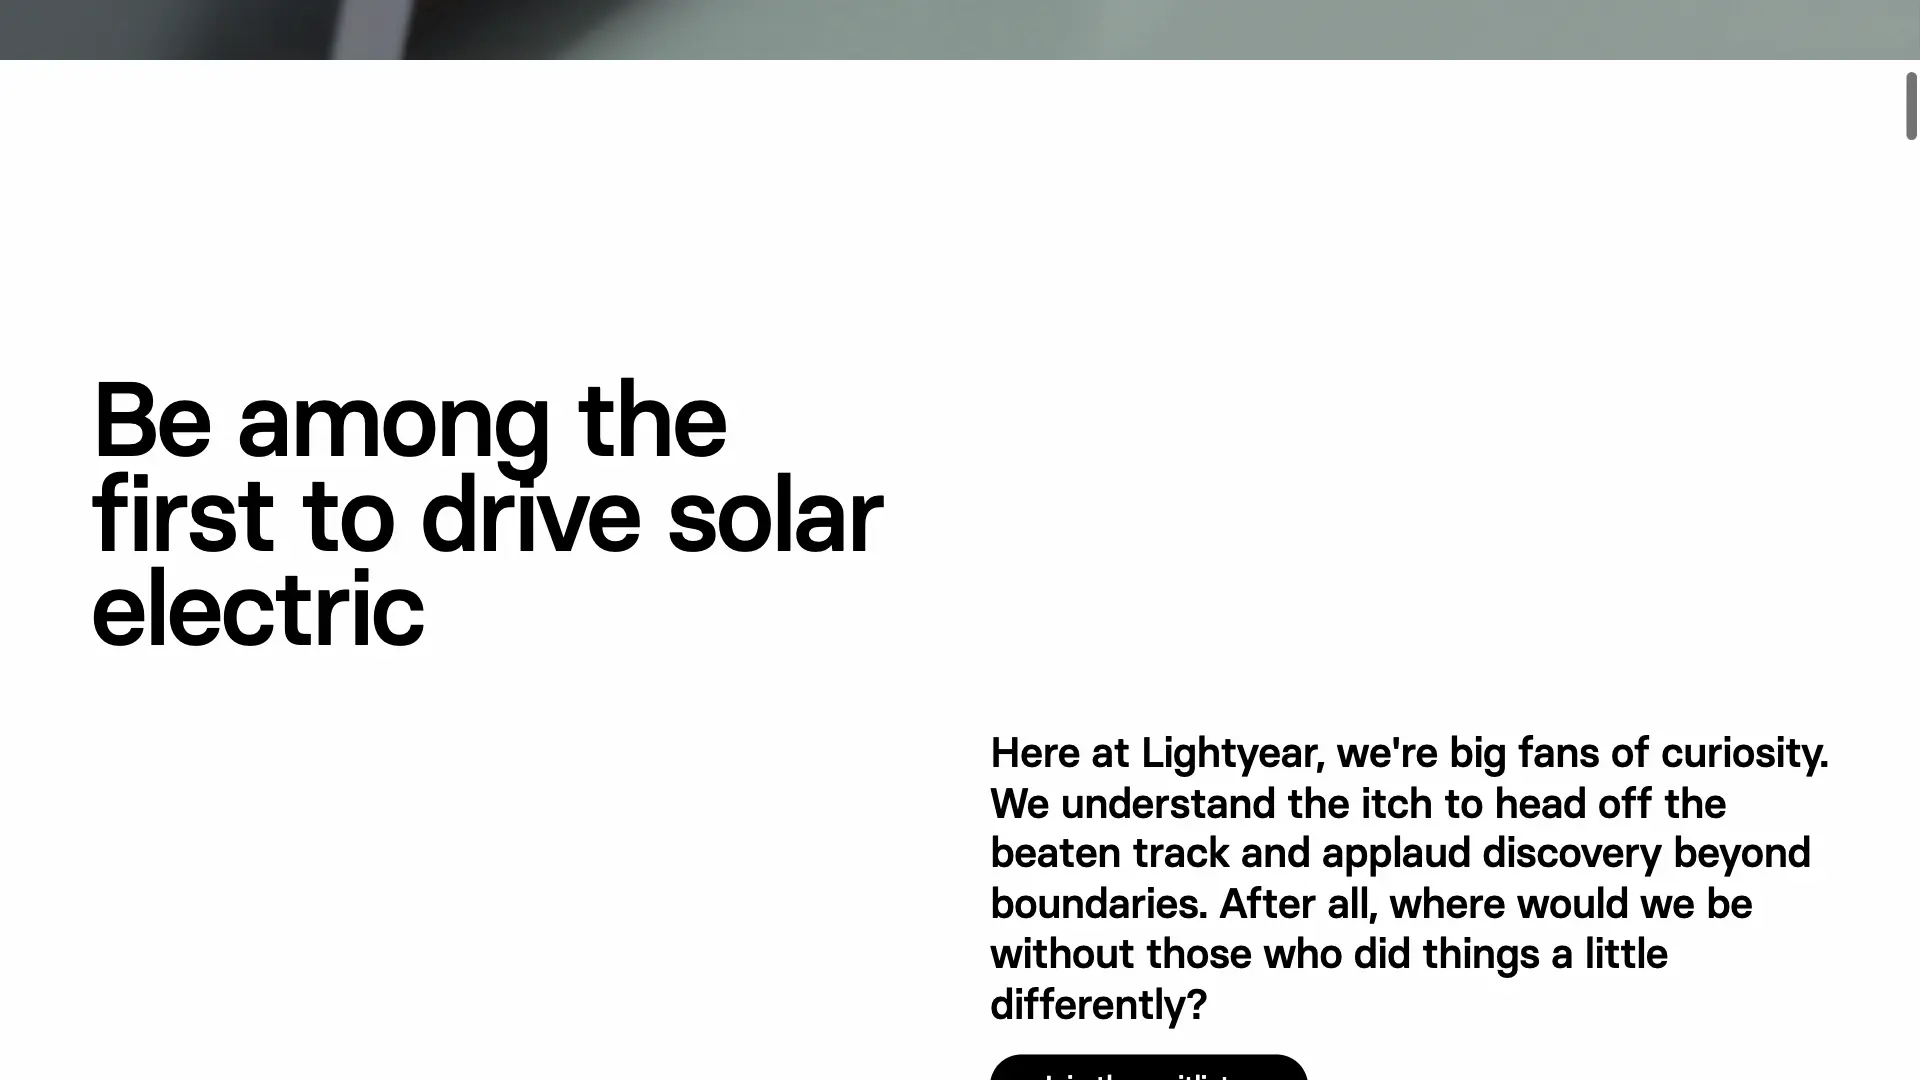 Be among the
first to drive solar
electric
Here at Lightyear, we're big fans of curiosity.
We understand the itch to head off the
beaten track and applaud discovery beyond
boundaries. After all, where would we be
without those who did things a little
differently?